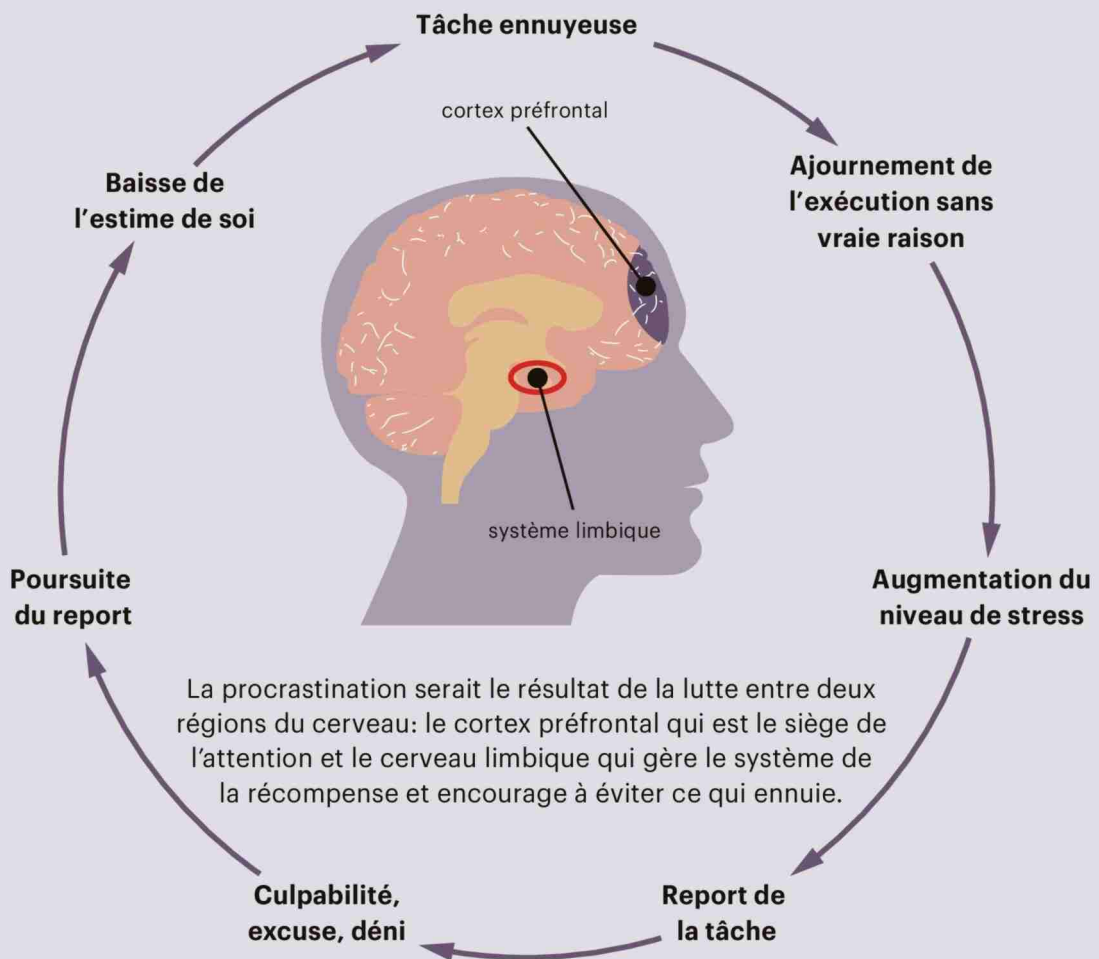 Tâche ennuyeuse
cortex préfrontal
Ajournement de
l'exécution sans
vraie raison
Baisse de
l'estime de soi
système limbique
Augmentation du
niveau de stress
Poursuite
du report
La procrastination serait le résultat de la lutte entre deux
régions du cerveau: le cortex préfrontal qui est le siège de
l'attention et le cerveau limbique qui gère le système de
la récompense et encourage à éviter ce qui ennuie.
Report de
la tâche
Culpabilité,
excuse, déni